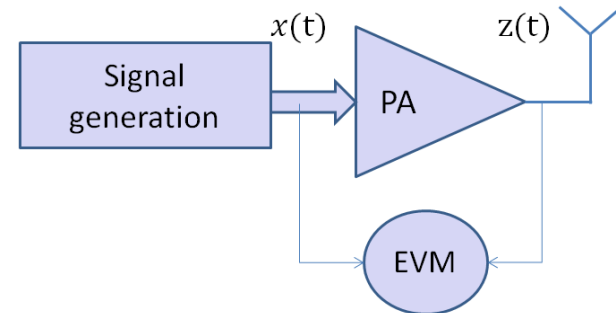 x(t)
z(t)
Signal
generation
PA
EVM